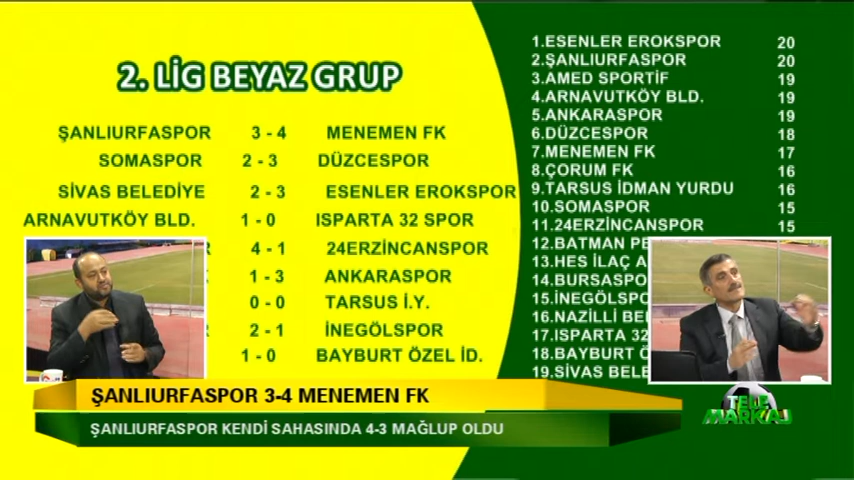 2. LİG BEYAZ GRUP
ŞANLIURFASPOR 3 - 4 MENEMEN FK
SOMASPOR 2 - 3 DÜZCESPOR
SİVAS BELEDİYE 2 - 3 ESENLER EROKSPOR
ARNAVUTKÖY BLD. 1 - 0 ISPARTA 32 SPOR
4 - 1 24ERZİNCANSPOR
1 - 3 ANKARASPOR
0 - 0 TARSUS İ.Y.
2 - 1 İNEGÖLSPOR
1 - 0 BAYBURT ÖZEL İD.
1.ESENLER EROKSPOR 20
2.ŞANLIURFASPOR 20
3.AMED SPORTİF 19
4.ARNAVUTKÖY BLD. 19
5.ANKARASPOR 19
6.DÜZCESPOR 18
7.MENEMEN FK 17
8.ÇORUM FK 16
9.TARSUS İDMAN YURDU 16
10.SOMASPOR 15
11.24ERZİNCANSPOR 15
12.BATMAN PE
13.HES İLAÇ A
14.BURSASPO
15.İNEGÖLSPO
16.NAZİLLİ BE
17.ISPARTA 32
18.BAYBURT Ö
19.SİVAS BELE
ŞANLIURFASPOR 3-4 MENEMEN FK
ŞANLIURFASPOR KENDİ SAHASINDA 4-3 MAĞLUP OLDU
TELE
MARKAJ